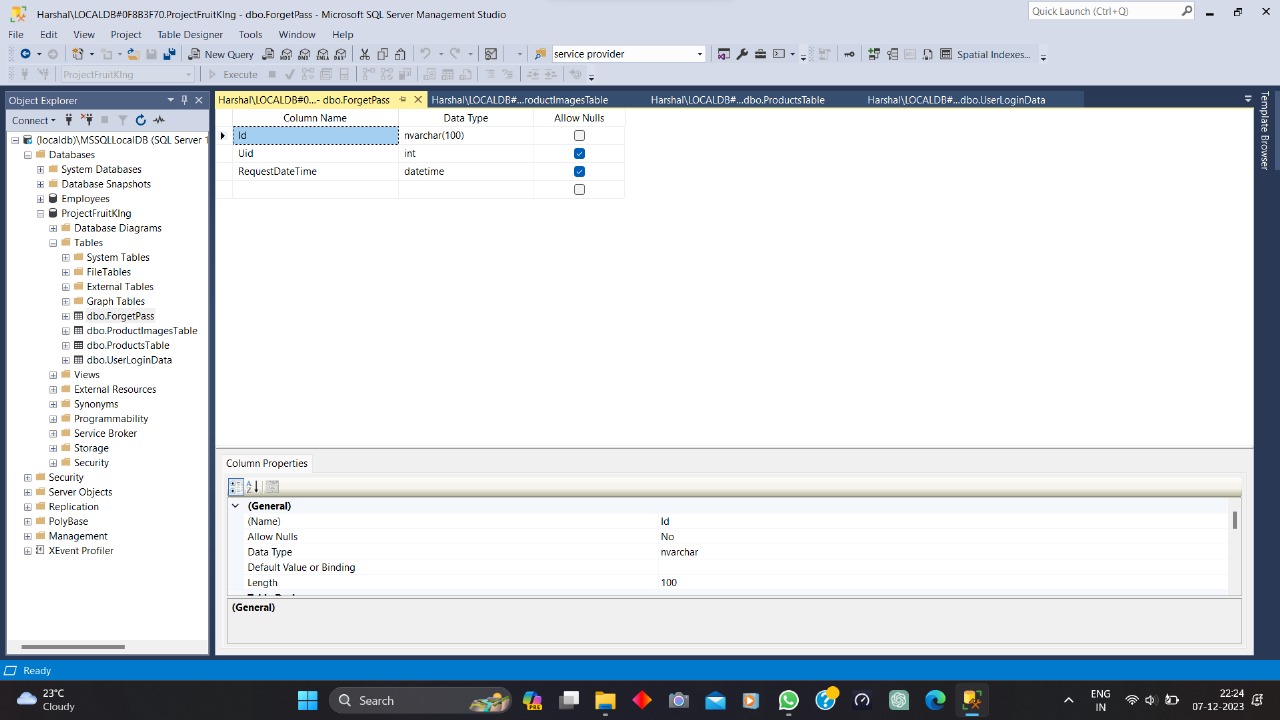 Harshal\LOCALDB#0F8B3F70.ProjectFruitKIng - dbo.ForgetPass - Microsoft SQL Server Management Studio
Quick Launch (Ctrl+Q)
File Edit View Project Table Designer Tools Window Help
New Query
service provider
Spatial Indexes...
ProjectFruitKIng
Execute
Object Explorer
Harshal\LOCALDB#0...- dbo.ForgetPass
Harshal\LOCALDB#...roductImagesTable
Harshal\LOCALDB#...dbo.ProductsTable
Harshal\LOCALDB#...dbo.UserLoginData
Template Browser
Connect
(localdb)\MSSQLLocalDB (SQL Server 1
Databases
System Databases
Database Snapshots
Employees
ProjectFruitKIng
Database Diagrams
Tables
System Tables
FileTables
External Tables
Graph Tables
dbo.ForgetPass
dbo.ProductImagesTable
dbo.ProductsTable
dbo.UserLoginData
Views
External Resources
Synonyms
Programmability
Service Broker
Storage
Security
Security
Server Objects
Replication
PolyBase
Management
XEvent Profiler
Column Name Data Type Allow Nulls
Id nvarchar(100)
Uid int
RequestDateTime datetime
Column Properties
(General)
(Name) Id
Allow Nulls No
Data Type nvarchar
Default Value or Binding
Length 100
(General)
Ready
23°C
Cloudy
Search
ENG
IN
22:24
07-12-2023